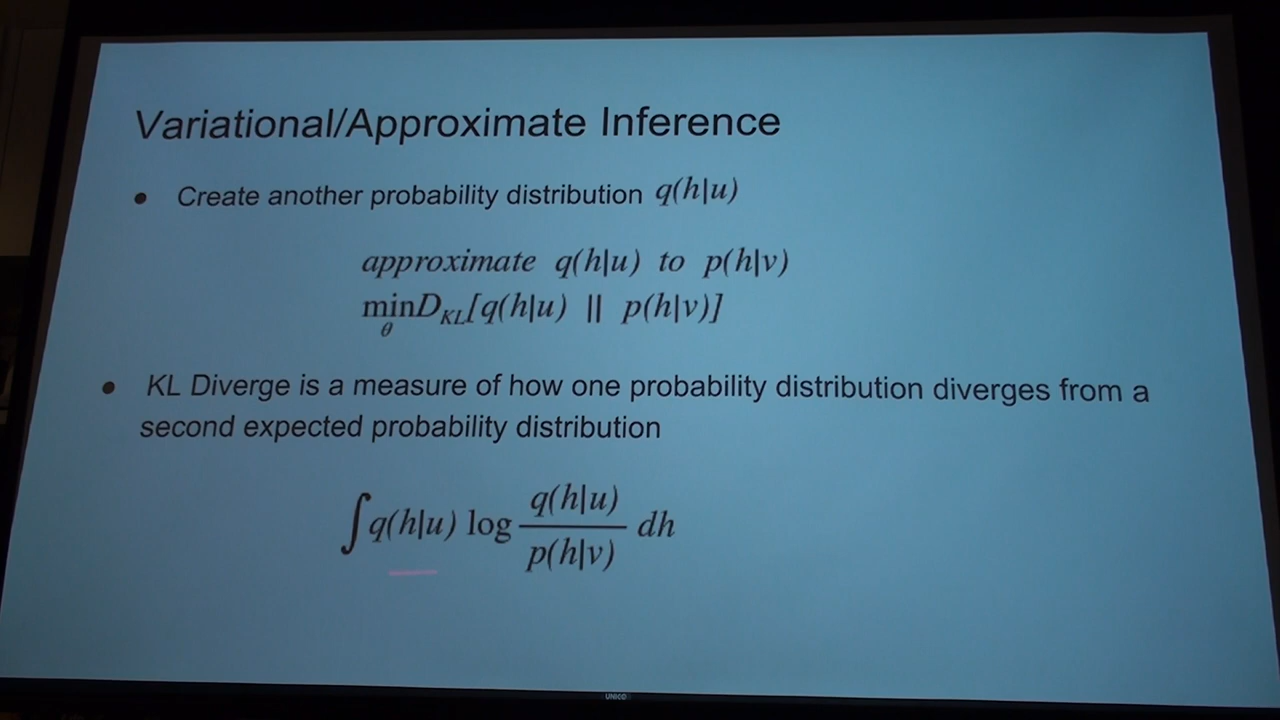 Variational/Approximate Inference
● Create another probability distribution q(h|u)
approximate q(h|u) to p(h|v)
min D_KL[q(h|u) || p(h|v)]
θ
● KL Diverge is a measure of how one probability distribution diverges from a
second expected probability distribution
∫ q(h|u) log q(h|u) / p(h|v) dh
UNICO